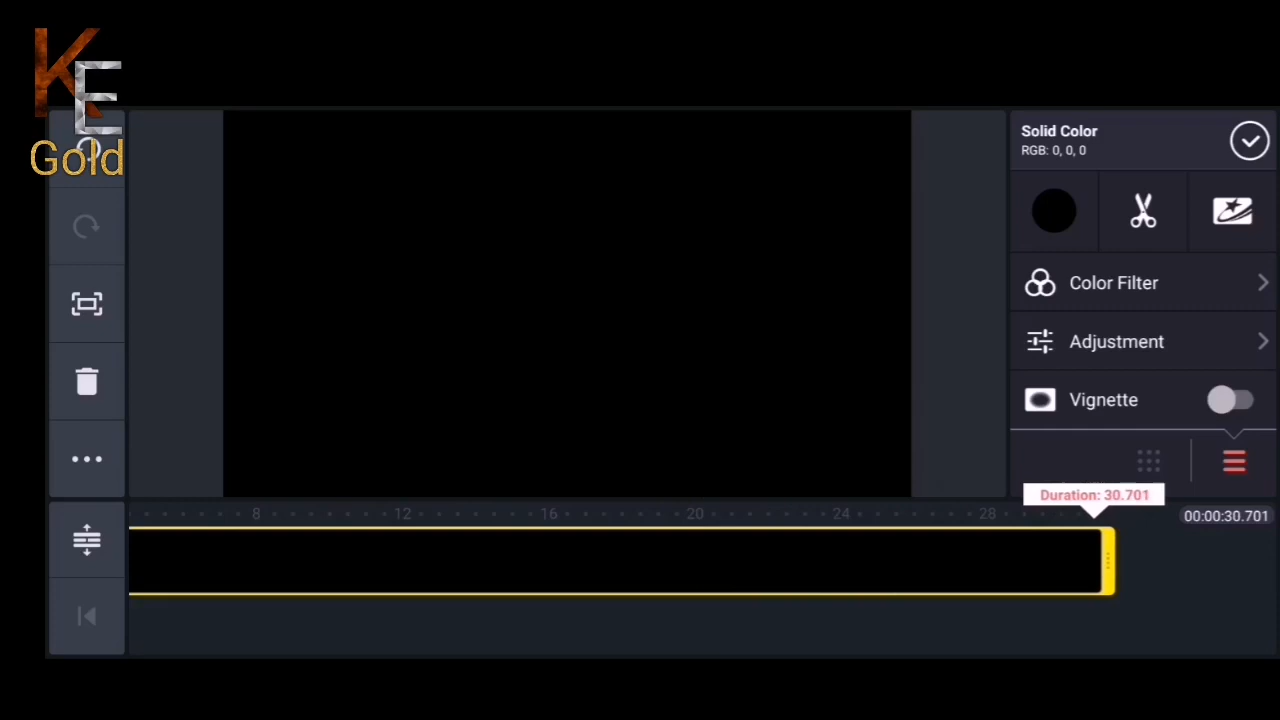 KE
Gold
Solid Color
RGB: 0, 0, 0
Color Filter
Adjustment
Vignette
Duration: 30.701
8 12 16 20 24 28
00:00:30.701